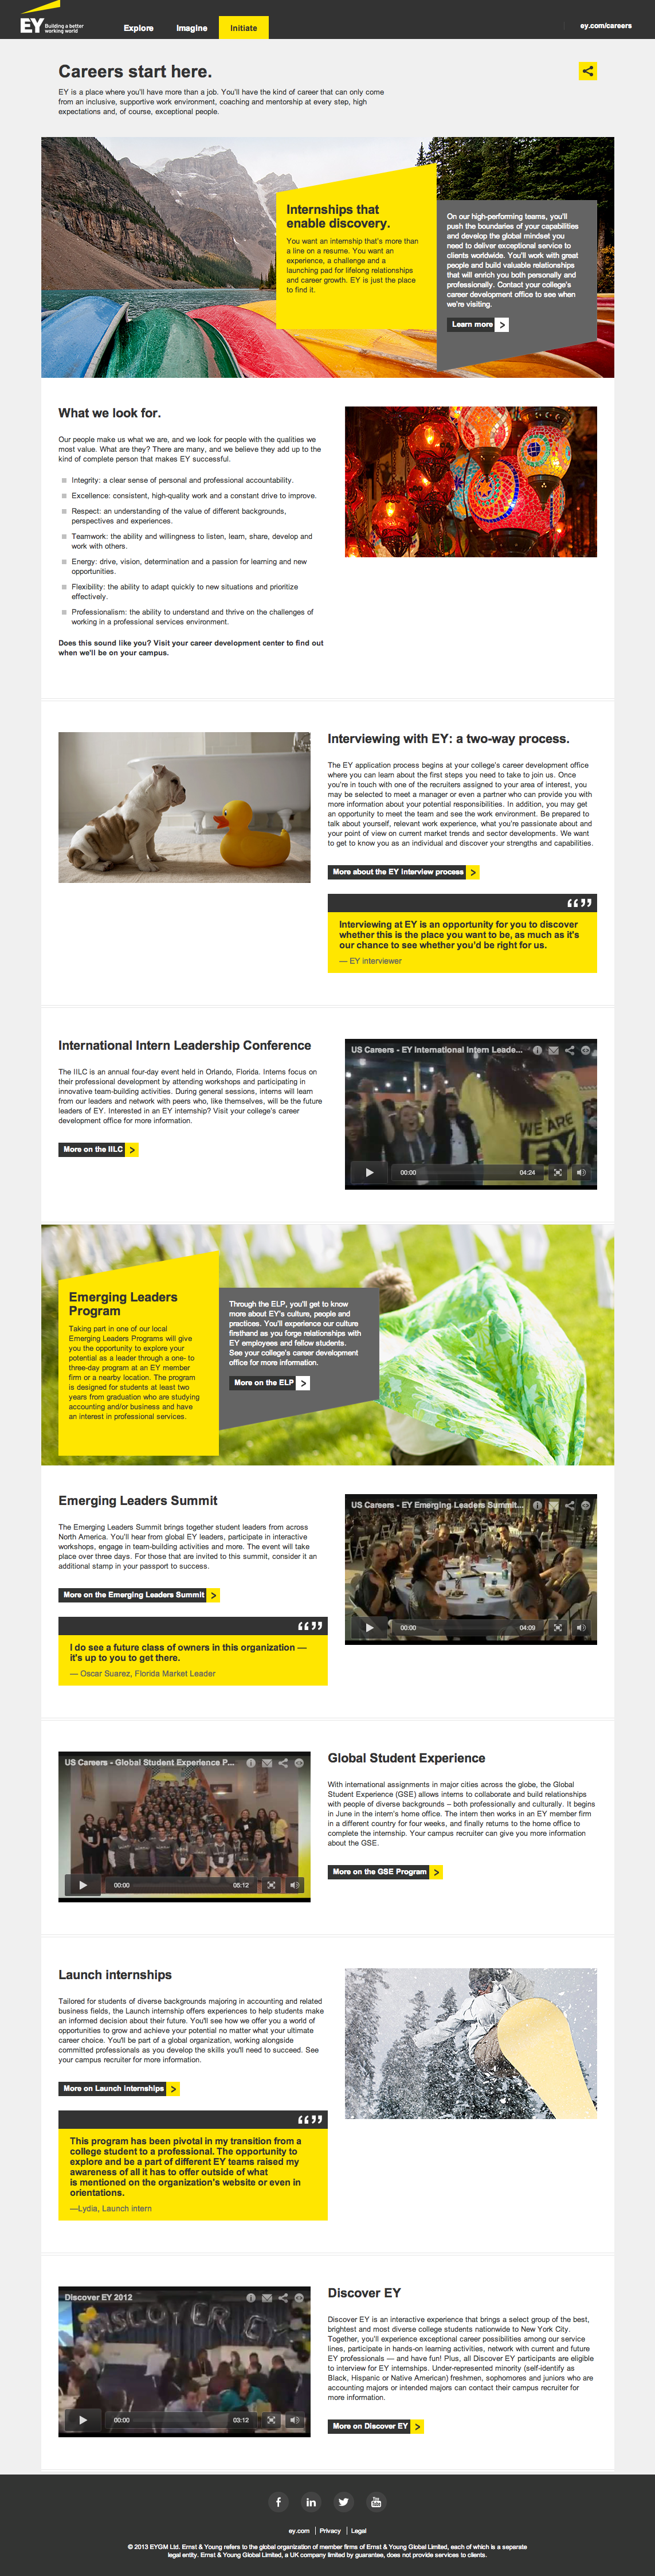 EY Building a better
working world
Explore
Imagine
Initiate
ey.com/careers
Careers start here.
EY is a place where you'll have more than a job. You'll have the kind of career that can only come
from an inclusive, supportive work environment, coaching and mentorship at every step, high
expectations and, of course, exceptional people.
Internships that
enable discovery.
You want an internship that's more than
a line on a resume. You want an
experience, a challenge and a
launching pad for lifelong relationships
and career growth. EY is just the place
to find it.
On our high-performing teams, you'll
push the boundaries of your capabilities
and develop the global mindset you
need to deliver exceptional service to
clients worldwide. You'll work with great
people and build valuable relationships
that will enrich you both personally and
professionally. Contact your college's
career development office to see when
we're visiting.
Learn more >
What we look for.
Our people make us what we are, and we look for people with the qualities we
most value. What are they? There are many, and we believe they add up to the
kind of complete person that makes EY successful.
Integrity: a clear sense of personal and professional accountability.
Excellence: consistent, high-quality work and a constant drive to improve.
Respect: an understanding of the value of different backgrounds,
perspectives and experiences.
Teamwork: the ability and willingness to listen, learn, share, develop and
work with others.
Energy: drive, vision, determination and a passion for learning and new
opportunities.
Flexibility: the ability to adapt quickly to new situations and prioritize
effectively.
Professionalism: the ability to understand and thrive on the challenges of
working in a professional services environment.
Does this sound like you? Visit your career development center to find out
when we'll be on your campus.
Interviewing with EY: a two-way process.
The EY application process begins at your college's career development office
where you can learn about the first steps you need to take to join us. Once
you're in touch with one of the recruiters assigned to your area of interest, you
may be selected to meet a manager or even a partner who can provide you with
more information about your potential responsibilities. In addition, you may get
an opportunity to meet the team and see the work environment. Be prepared to
talk about yourself, relevant work experience, what you're passionate about and
your point of view on current market trends and sector developments. We want
to get to know you as an individual and discover your strengths and capabilities.
More about the EY interview process >
“”
Interviewing at EY is an opportunity for you to discover
whether this is the place you want to be, as much as it's
our chance to see whether you'd be right for us.
— EY interviewer
International Intern Leadership Conference
The IILC is an annual four-day event held in Orlando, Florida. Interns focus on
their professional development by attending workshops and participating in
innovative team-building activities. During general sessions, interns will learn
from our leaders and network with peers who, like themselves, will be the future
leaders of EY. Interested in an EY internship? Visit your college's career
development office for more information.
More on the IILC >
US Careers - EY International Intern Leade...
WE ARE
EY
00:00
04:24
Emerging Leaders
Program
Taking part in one of our local
Emerging Leaders Programs will give
you the opportunity to explore your
potential as a leader through a one- to
three-day program at an EY member
firm or a nearby location. The program
is designed for students at least two
years from graduation who are studying
accounting and/or business and have
an interest in professional services.
Through the ELP, you'll get to know
more about EY's culture, people and
practices. You'll experience our culture
firsthand as you forge relationships with
EY employees and fellow students.
See your college's career development
office for more information.
More on the ELP >
Emerging Leaders Summit
The Emerging Leaders Summit brings together student leaders from across
North America. You'll hear from global EY leaders, participate in interactive
workshops, engage in team-building activities and more. The event will take
place over three days. For those that are invited to this summit, consider it an
additional stamp in your passport to success.
More on the Emerging Leaders Summit >
“”
I do see a future class of owners in this organization —
it's up to you to get there.
— Oscar Suarez, Florida Market Leader
US Careers - EY Emerging Leaders Summit...
00:00
04:09
US Careers - Global Student Experience P...
00:00
05:12
Global Student Experience
With international assignments in major cities across the globe, the Global
Student Experience (GSE) allows interns to collaborate and build relationships
with people of diverse backgrounds – both professionally and culturally. It begins
in June in the intern's home office. The intern then works in an EY member firm
in a different country for four weeks, and finally returns to the home office to
complete the internship. Your campus recruiter can give you more information
about the GSE.
More on the GSE Program >
Launch internships
Tailored for students of diverse backgrounds majoring in accounting and related
business fields, the Launch internship offers experiences to help students make
an informed decision about their future. You'll see how we offer you a world of
opportunities to grow and achieve your potential no matter what your ultimate
career choice. You'll be part of a global organization, working alongside
committed professionals as you develop the skills you'll need to succeed. See
your campus recruiter for more information.
More on Launch Internships >
“”
This program has been pivotal in my transition from a
college student to a professional. The opportunity to
explore and be a part of different EY teams raised my
awareness of all it has to offer outside of what
is mentioned on the organization's website or even in
orientations.
—Lydia, Launch intern
Discover EY 2012
00:00
03:12
Discover EY
Discover EY is an interactive experience that brings a select group of the best,
brightest and most diverse college students nationwide to New York City.
Together, you'll experience exceptional career possibilities among our service
lines, participate in hands-on learning activities, network with current and future
EY professionals — and have fun! Plus, all Discover EY participants are eligible
to interview for EY internships. Under-represented minority (self-identify as
Black, Hispanic or Native American) freshmen, sophomores and juniors who are
accounting majors or intended majors can contact their campus recruiter for
more information.
More on Discover EY >
ey.com | Privacy | Legal
© 2013 EYGM Ltd. Ernst & Young refers to the global organization of member firms of Ernst & Young Global Limited, each of which is a separate
legal entity. Ernst & Young Global Limited, a UK company limited by guarantee, does not provide services to clients.